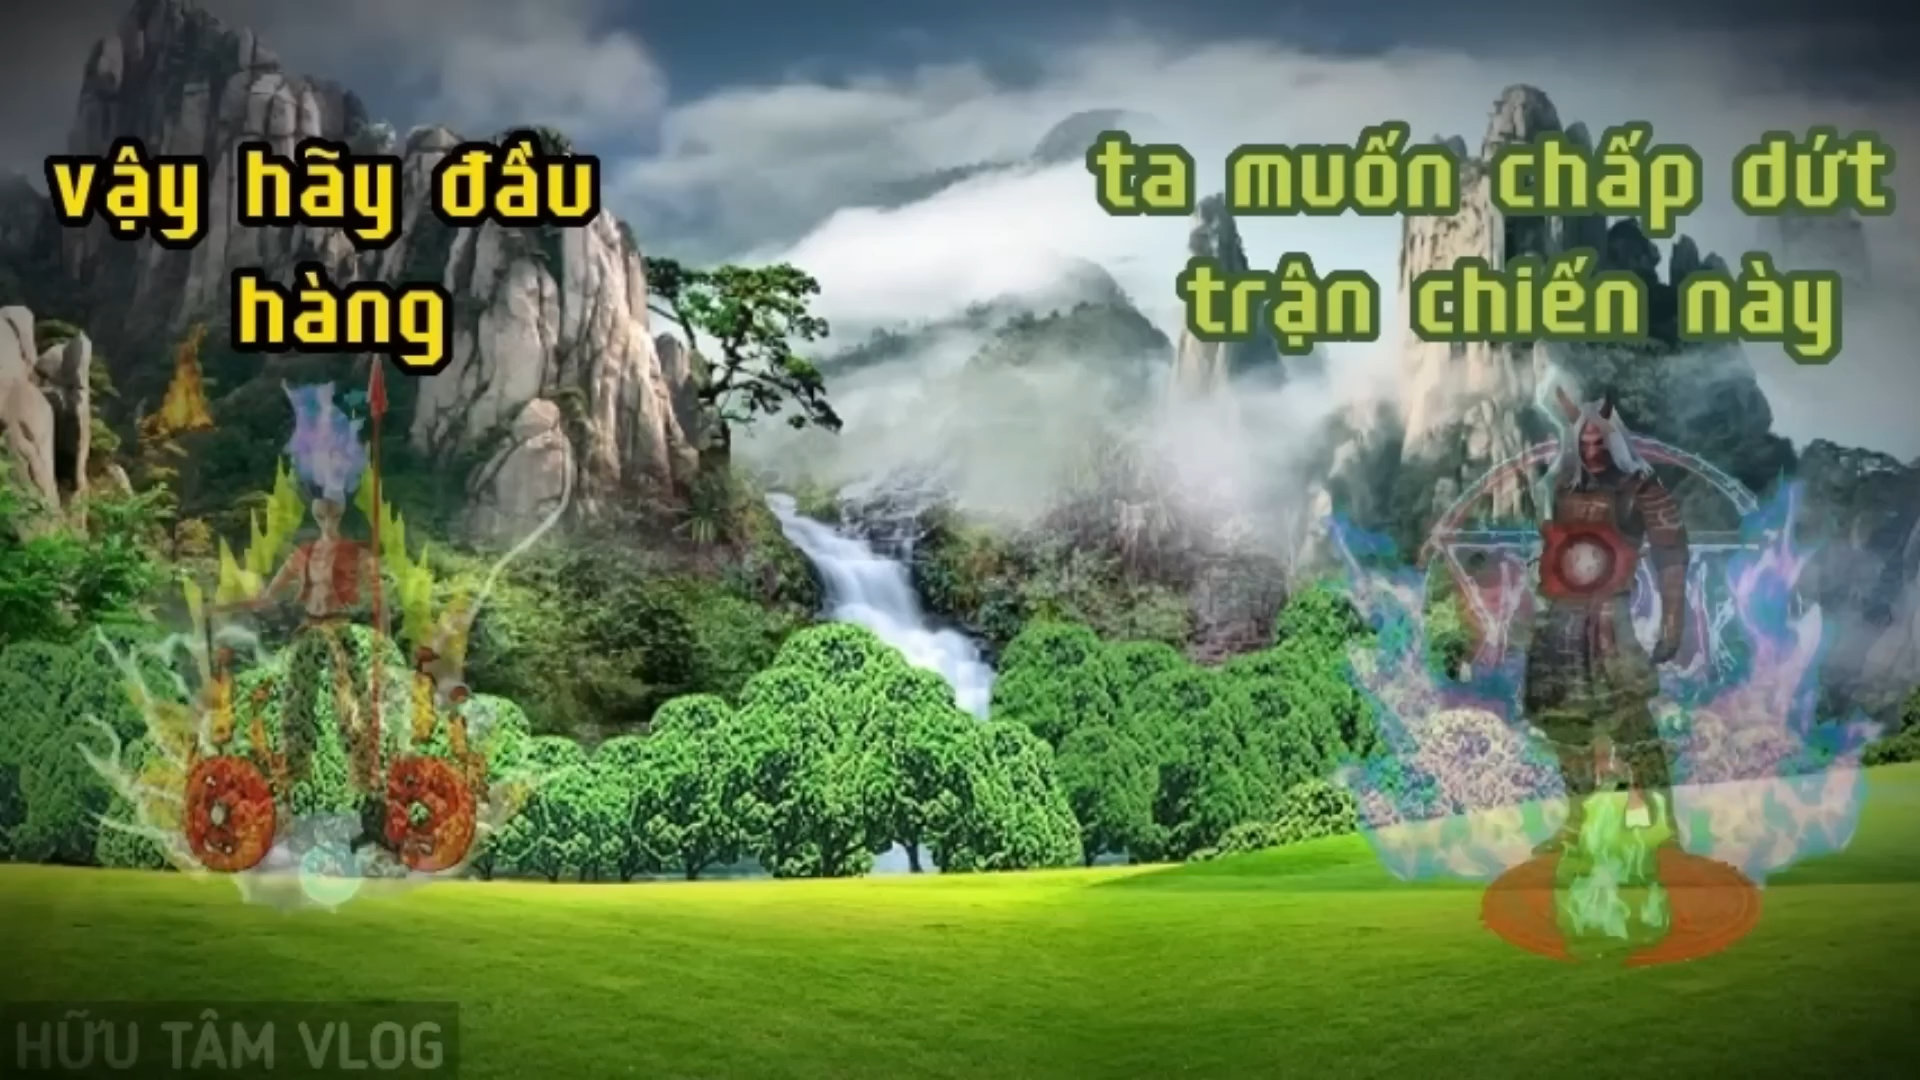 vậy hãy đầu
hàng
ta muốn chấp dứt
trận chiến này
HỮU TÂM VLOG